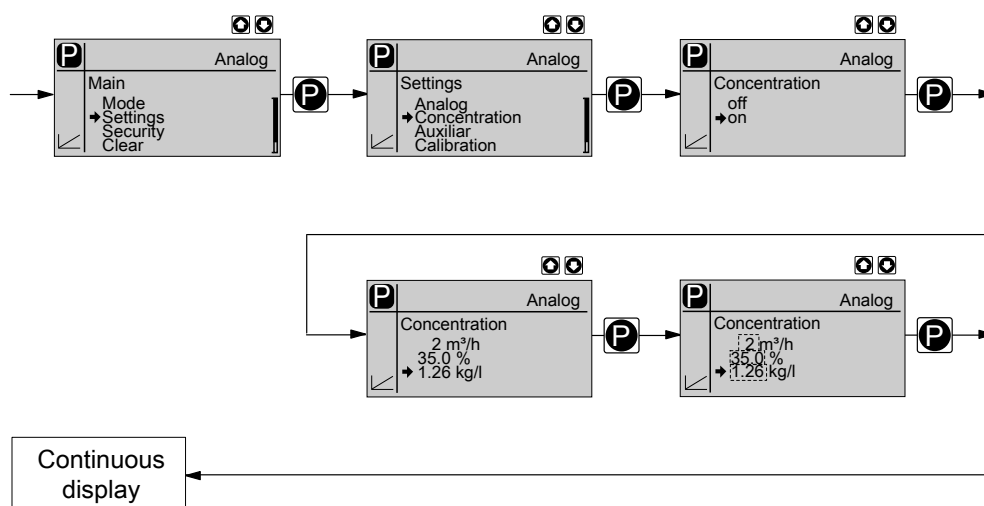 P
Analog
Main
Mode
Settings
Security
Clear
P
P
Analog
Settings
Analog
Concentration
Auxiliar
Calibration
P
P
Analog
Concentration
off
on
P
P
Analog
Concentration
2 m³/h
35.0 %
1.26 kg/l
P
P
Analog
Concentration
2 m³/h
35.0 %
1.26 kg/l
P
Continuous
display